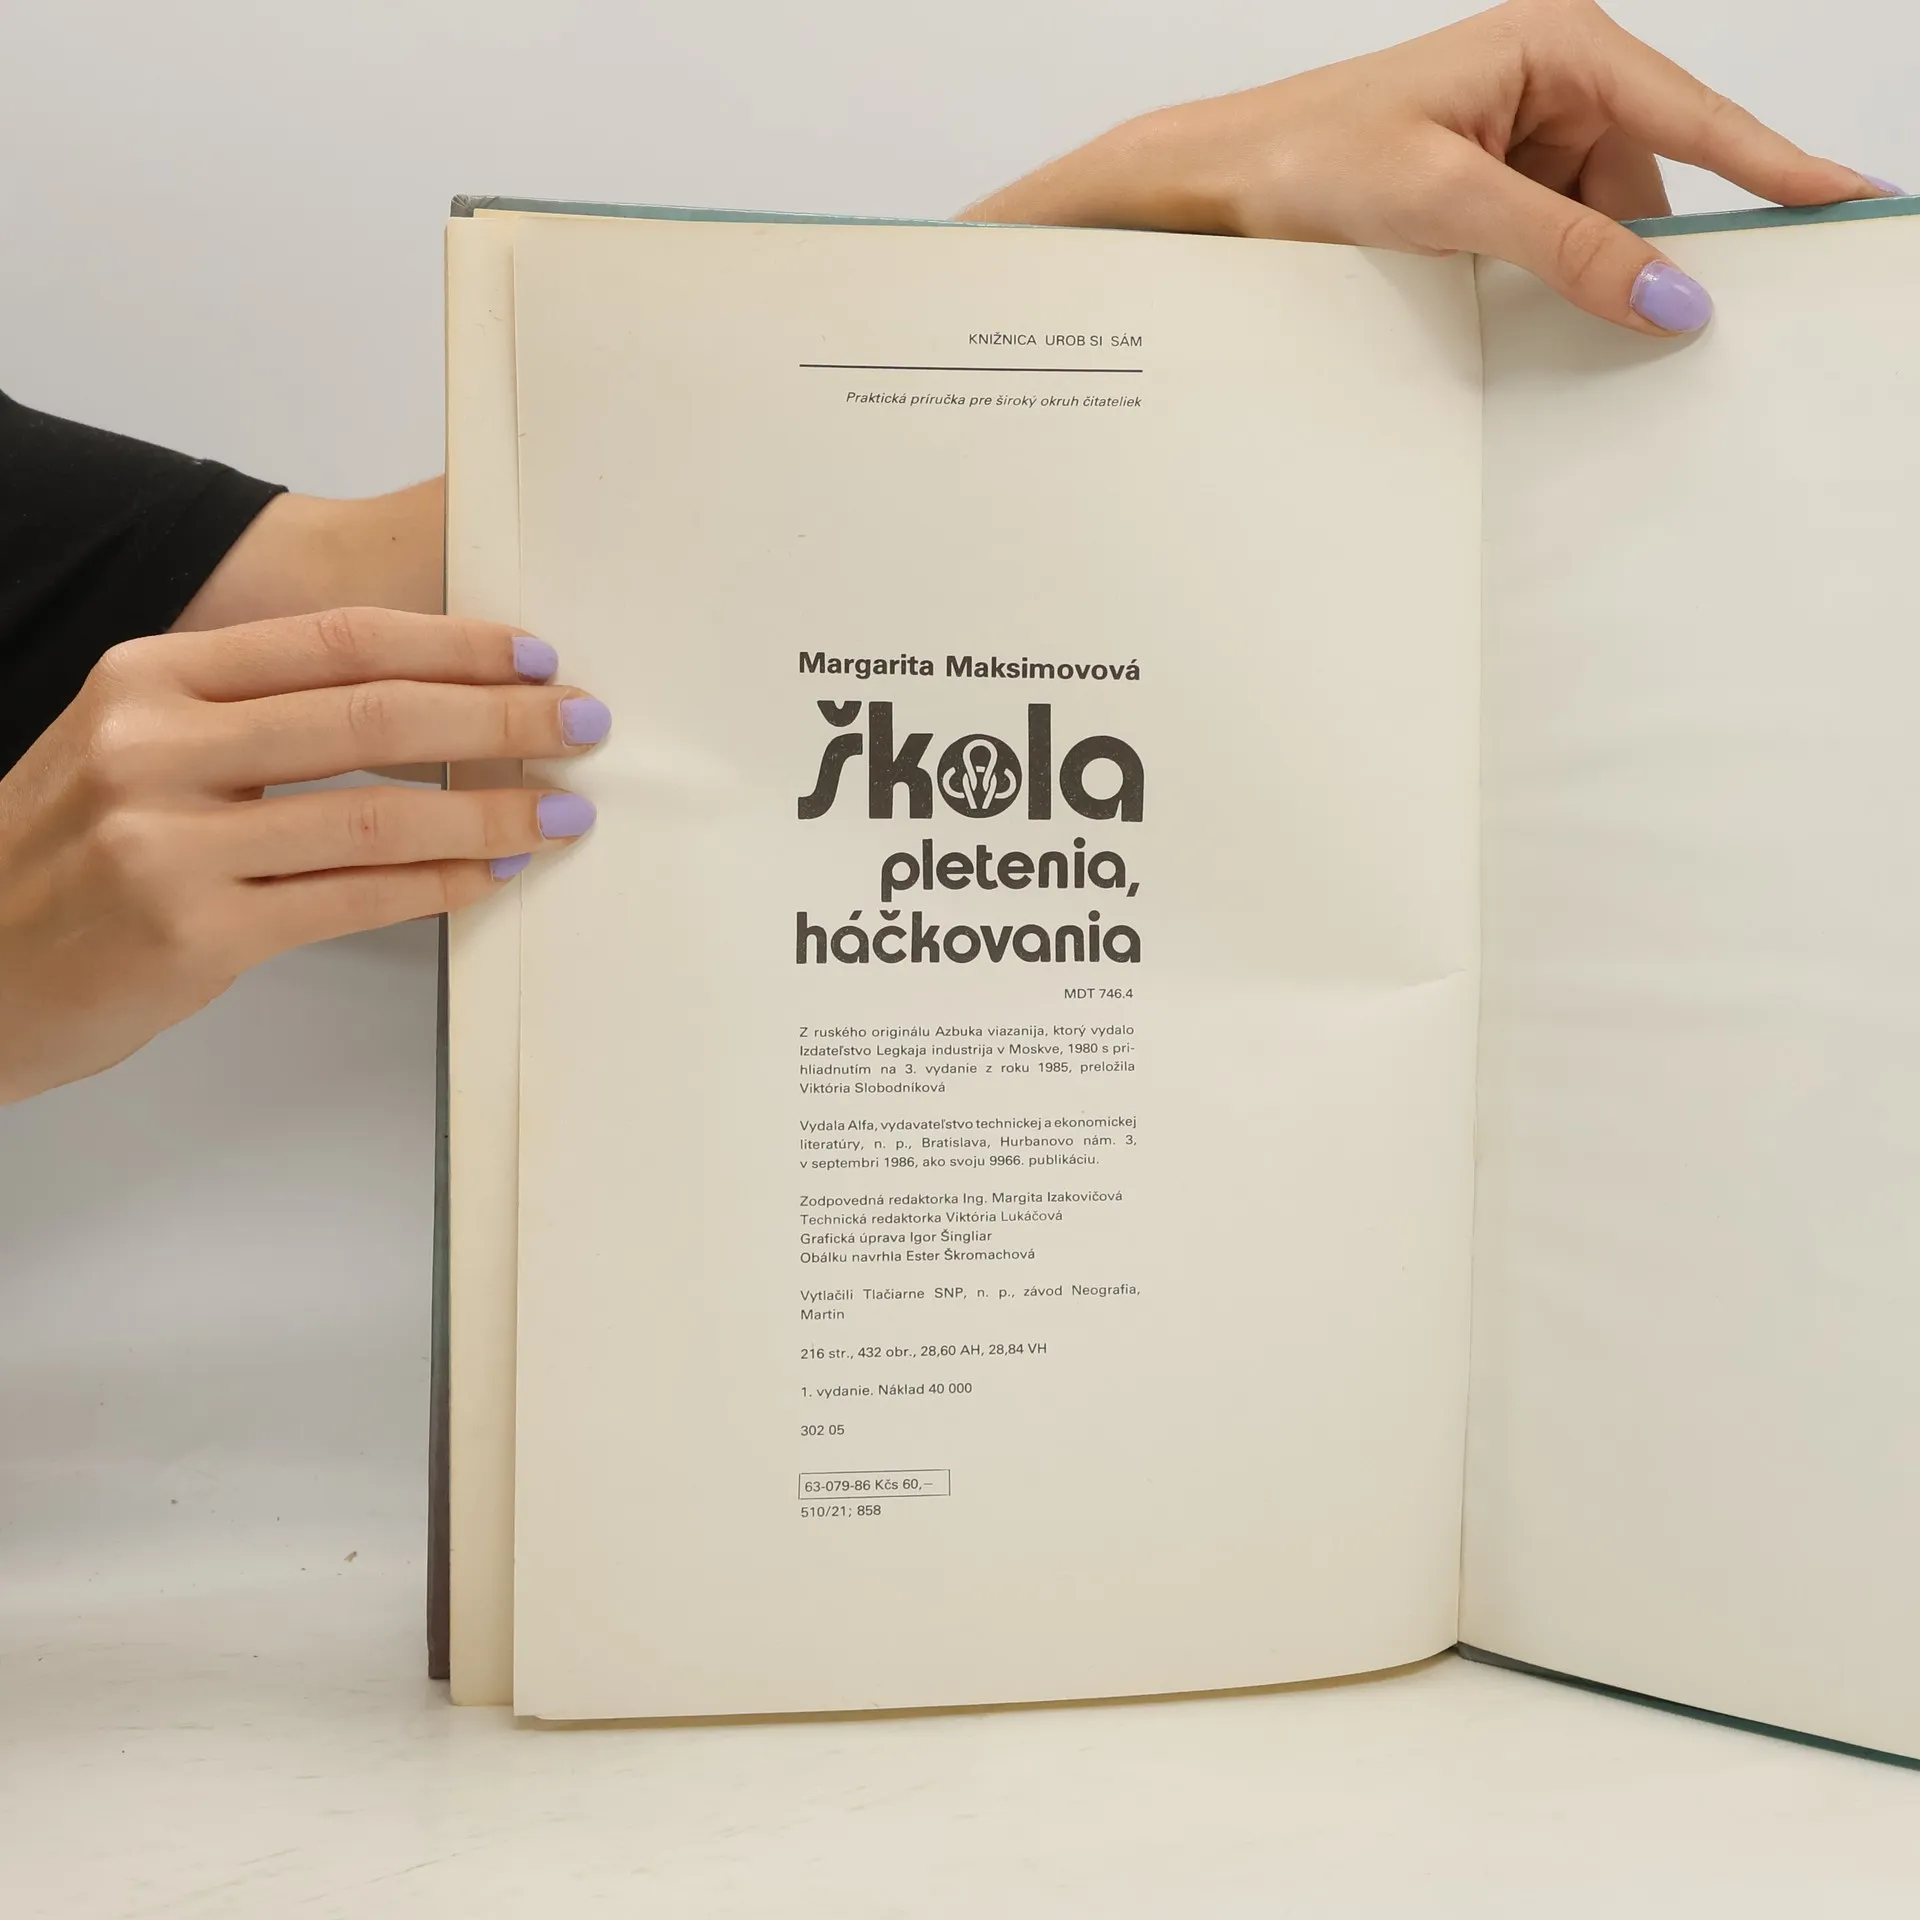 KNIŽNICA UROB SI SÁM
Praktická príručka pre široký okruh čitateliek
Margarita Maksimovová
škola
pletenia,
háčkovania
MDT 746.4
Z ruského originálu Azbuka viazanija, ktorý vydalo
Izdateľstvo Legkaja industrija v Moskve, 1980 s pri-
hliadnutím na 3. vydanie z roku 1985, preložila
Viktória Slobodníková
Vydala Alfa, vydavateľstvo technickej a ekonomickej
literatúry, n. p., Bratislava, Hurbanovo nám. 3,
v septembri 1986, ako svoju 9966. publikáciu.
Zodpovedná redaktorka Ing. Margita Izakovičová
Technická redaktorka Viktória Lukáčová
Grafická úprava Igor Šingliar
Obálku navrhla Ester Škromachová
Vytlačili Tlačiarne SNP, n. p., závod Neografia,
Martin
216 str., 432 obr., 28,60 AH, 28,84 VH
1. vydanie. Náklad 40 000
302 05
63-079-86 Kčs 60,—
510/21; 858